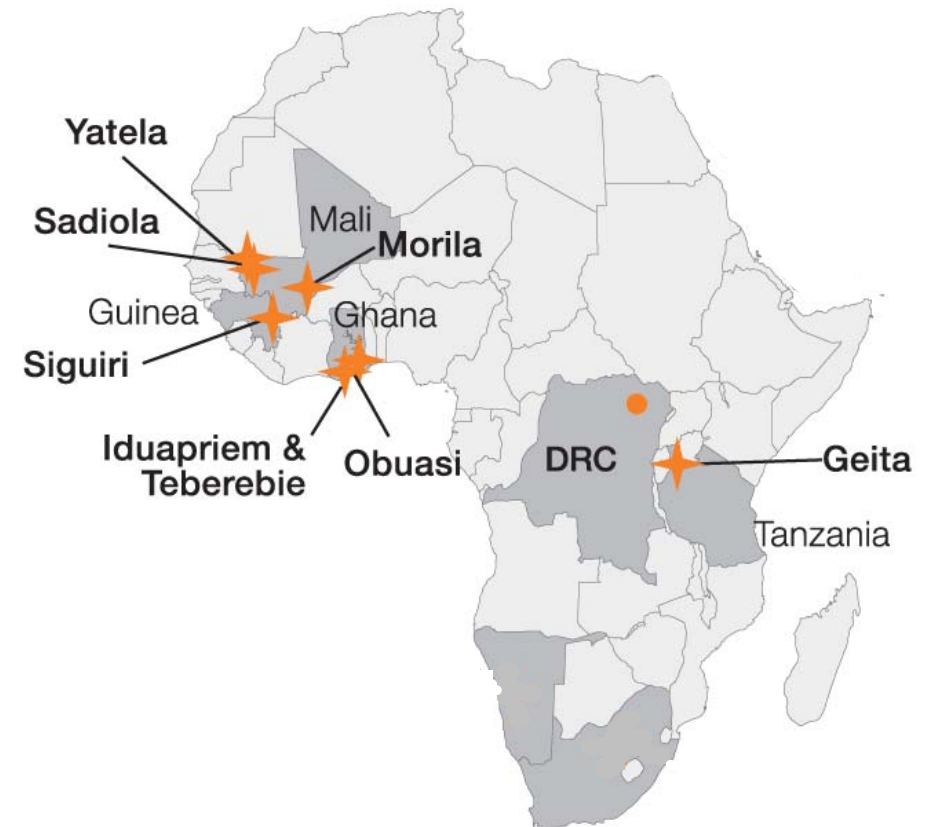 Yatela
Sadiola
Mali
Morila
Guinea
Ghana
Siguiri
Iduapriem &
Teberebie
Obuasi
DRC
Geita
Tanzania